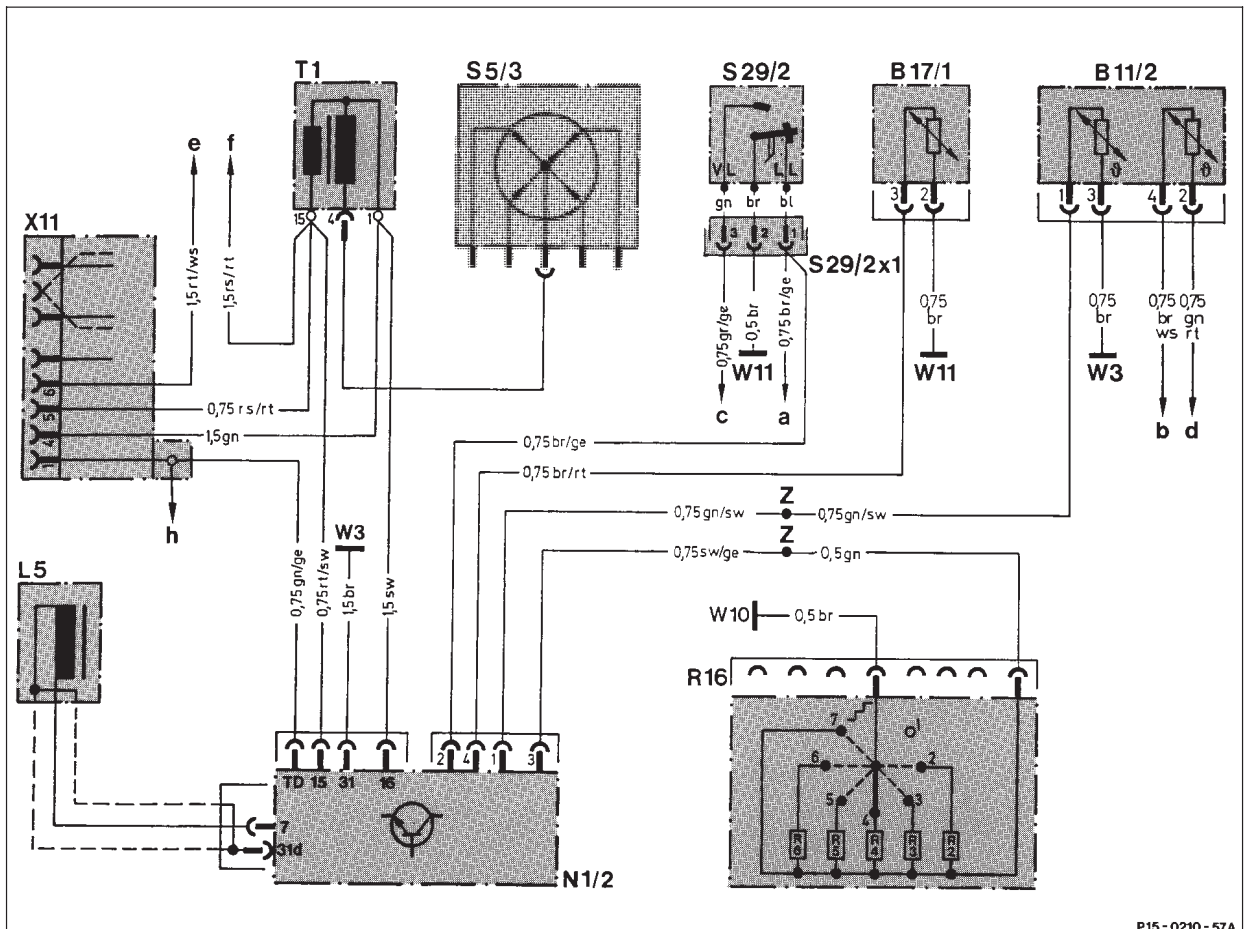 T1
S5/3
S29/2
B17/1
B11/2
e
f
1,5 rt/ws
1,5 rs/rt
X11
15
4
1
VL
LL
gn
br
bl
3
2
1
S29/2x1
3
2
1
3
4
2
ϑ
ϑ
0,75 gr/ge
0,5 br
0,75 br/ge
0,75 br
0,75 br
0,75 br ws
0,75 gn rt
W11
W11
W3
c
a
b
d
6
5
4
1
0,75 rs/rt
1,5 gn
h
0,75 br/ge
0,75 br/rt
Z
0,75 gn/sw
0,75 gn/sw
Z
0,75 sw/ge
0,5 gn
W3
0,75 gn/ge
0,75 rt/sw
1,5 br
1,5 sw
L5
W10
0,5 br
R16
TD
15
31
16
2
4
1
3
7
31d
N1/2
7
6
5
4
3
2
1
R6
R5
R4
R3
R2
P15-0210-57A